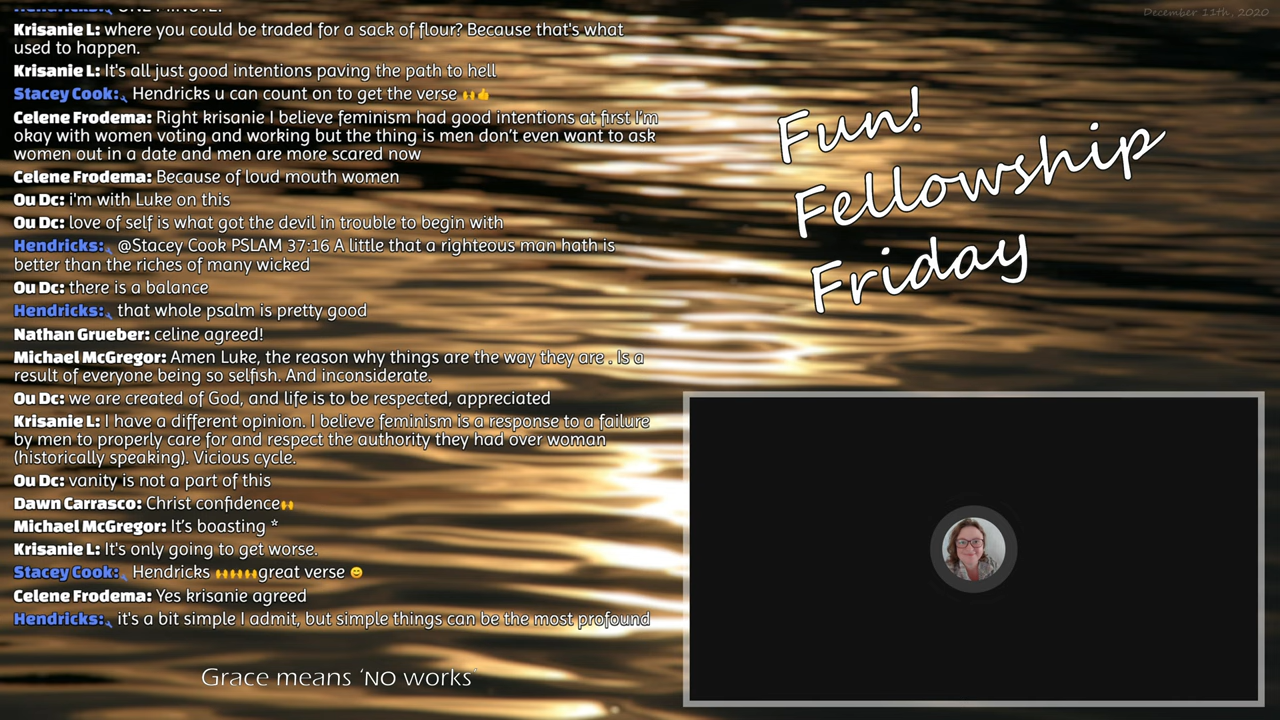 December 11th, 2020
Hendricks: ONE MINUTE!
Krisanie L: where you could be traded for a sack of flour? Because that's what
used to happen.
Krisanie L: It's all just good intentions paving the path to hell
Stacey Cook: Hendricks u can count on to get the verse 🙌👍
Celene Frodema: Right krisanie I believe feminism had good intentions at first I'm
okay with women voting and working but the thing is men don't even want to ask
women out in a date and men are more scared now
Celene Frodema: Because of loud mouth women
Ou Dc: i'm with Luke on this
Ou Dc: love of self is what got the devil in trouble to begin with
Hendricks: @Stacey Cook PSLAM 37:16 A little that a righteous man hath is
better than the riches of many wicked
Ou Dc: there is a balance
Hendricks: that whole psalm is pretty good
Nathan Grueber: celine agreed!
Michael McGregor: Amen Luke, the reason why things are the way they are . Is a
result of everyone being so selfish. And inconsiderate.
Ou Dc: we are created of God, and life is to be respected, appreciated
Krisanie L: I have a different opinion. I believe feminism is a response to a failure
by men to properly care for and respect the authority they had over woman
(historically speaking). Vicious cycle.
Ou Dc: vanity is not a part of this
Dawn Carrasco: Christ confidence🙌
Michael McGregor: It's boasting *
Krisanie L: It's only going to get worse.
Stacey Cook: Hendricks 🙌🙌🙌great verse 😊
Celene Frodema: Yes krisanie agreed
Hendricks: it's a bit simple I admit, but simple things can be the most profound
Grace means 'NO works'
Fun!
Fellowship
Friday